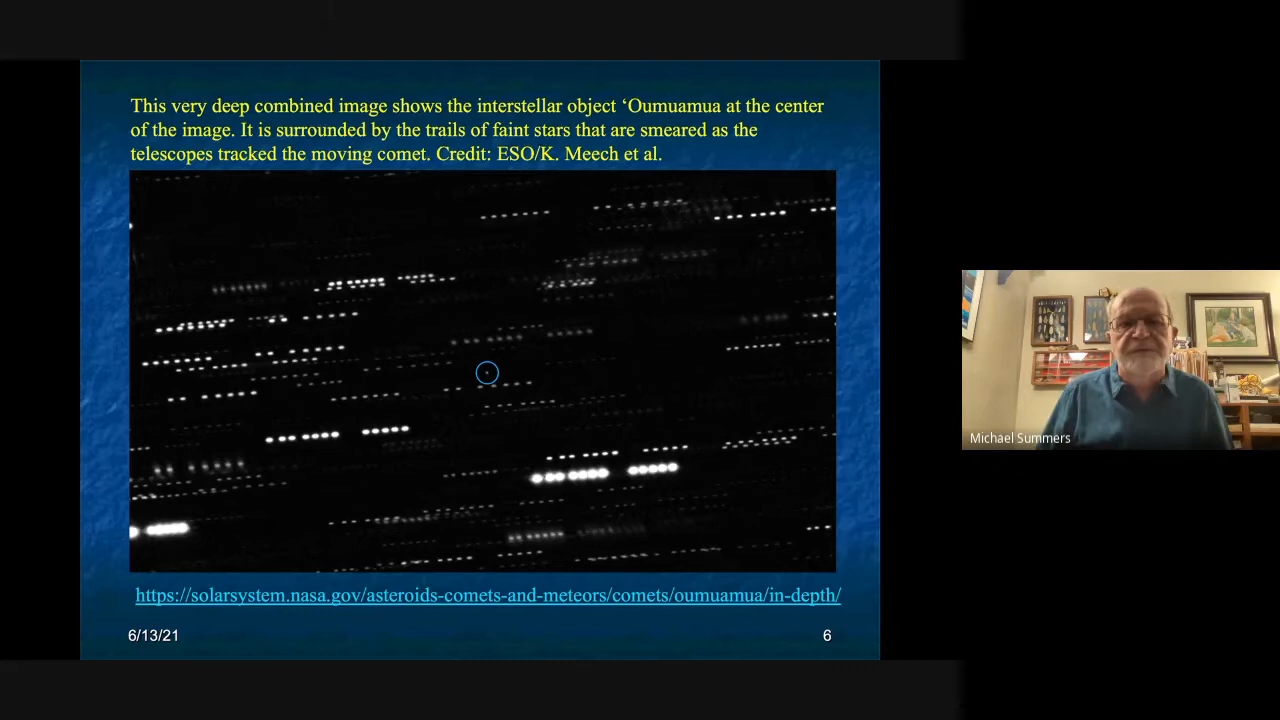 This very deep combined image shows the interstellar object ‘Oumuamua at the center
of the image. It is surrounded by the trails of faint stars that are smeared as the
telescopes tracked the moving comet. Credit: ESO/K. Meech et al.
https://solarsystem.nasa.gov/asteroids-comets-and-meteors/comets/oumuamua/in-depth/
6/13/21
6
Michael Summers